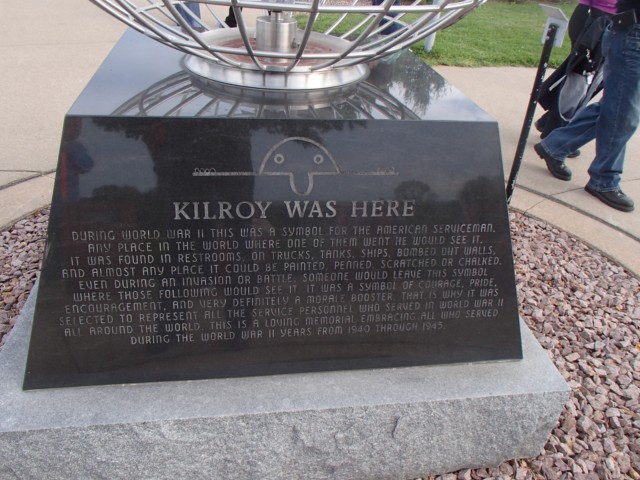 KILROY WAS HERE
DURING WORLD WAR II THIS WAS A SYMBOL FOR THE AMERICAN SERVICEMAN.
ANY PLACE IN THE WORLD WHERE ONE OF THEM WENT HE WOULD SEE IT.
IT WAS FOUND IN RESTROOMS, ON TRUCKS, TANKS, SHIPS, BOMBED OUT WALLS,
AND ALMOST ANY PLACE IT COULD BE PAINTED, PENNED, SCRATCHED OR CHALKED.
EVEN DURING AN INVASION OR BATTLE, SOMEONE WOULD LEAVE THIS SYMBOL
WHERE THOSE FOLLOWING WOULD SEE IT. IT WAS A SYMBOL OF COURAGE, PRIDE,
ENCOURAGEMENT, AND VERY DEFINITELY A MORALE BOOSTER. THAT IS WHY IT WAS
SELECTED TO REPRESENT ALL THE SERVICE PERSONNEL WHO SERVED IN WORLD WAR II
ALL AROUND THE WORLD. THIS IS A LOVING MEMORIAL EMBRACING ALL WHO SERVED
DURING THE WORLD WAR II YEARS FROM 1940 THROUGH 1945.